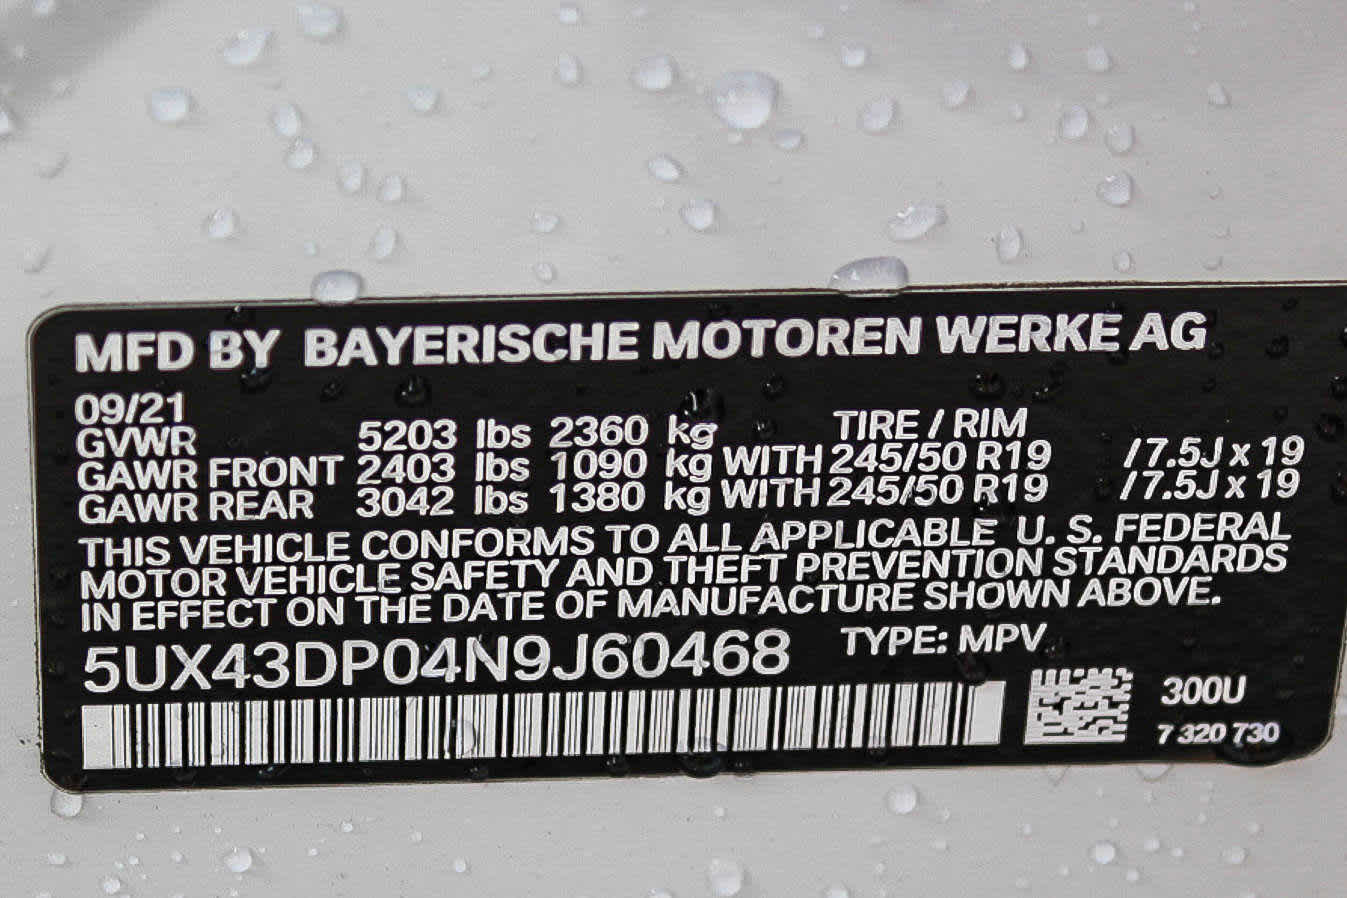 MFD BY BAYERISCHE MOTOREN WERKE AG
09/21
GVWR 5203 lbs 2360 kg TIRE / RIM
GAWR FRONT 2403 lbs 1090 kg WITH 245/50 R19 /7.5J x 19
GAWR REAR 3042 lbs 1380 kg WITH 245/50 R19 /7.5J x 19
THIS VEHICLE CONFORMS TO ALL APPLICABLE U. S. FEDERAL
MOTOR VEHICLE SAFETY AND THEFT PREVENTION STANDARDS
IN EFFECT ON THE DATE OF MANUFACTURE SHOWN ABOVE.
5UX43DP04N9J60468 TYPE: MPV
300U
7 320 730